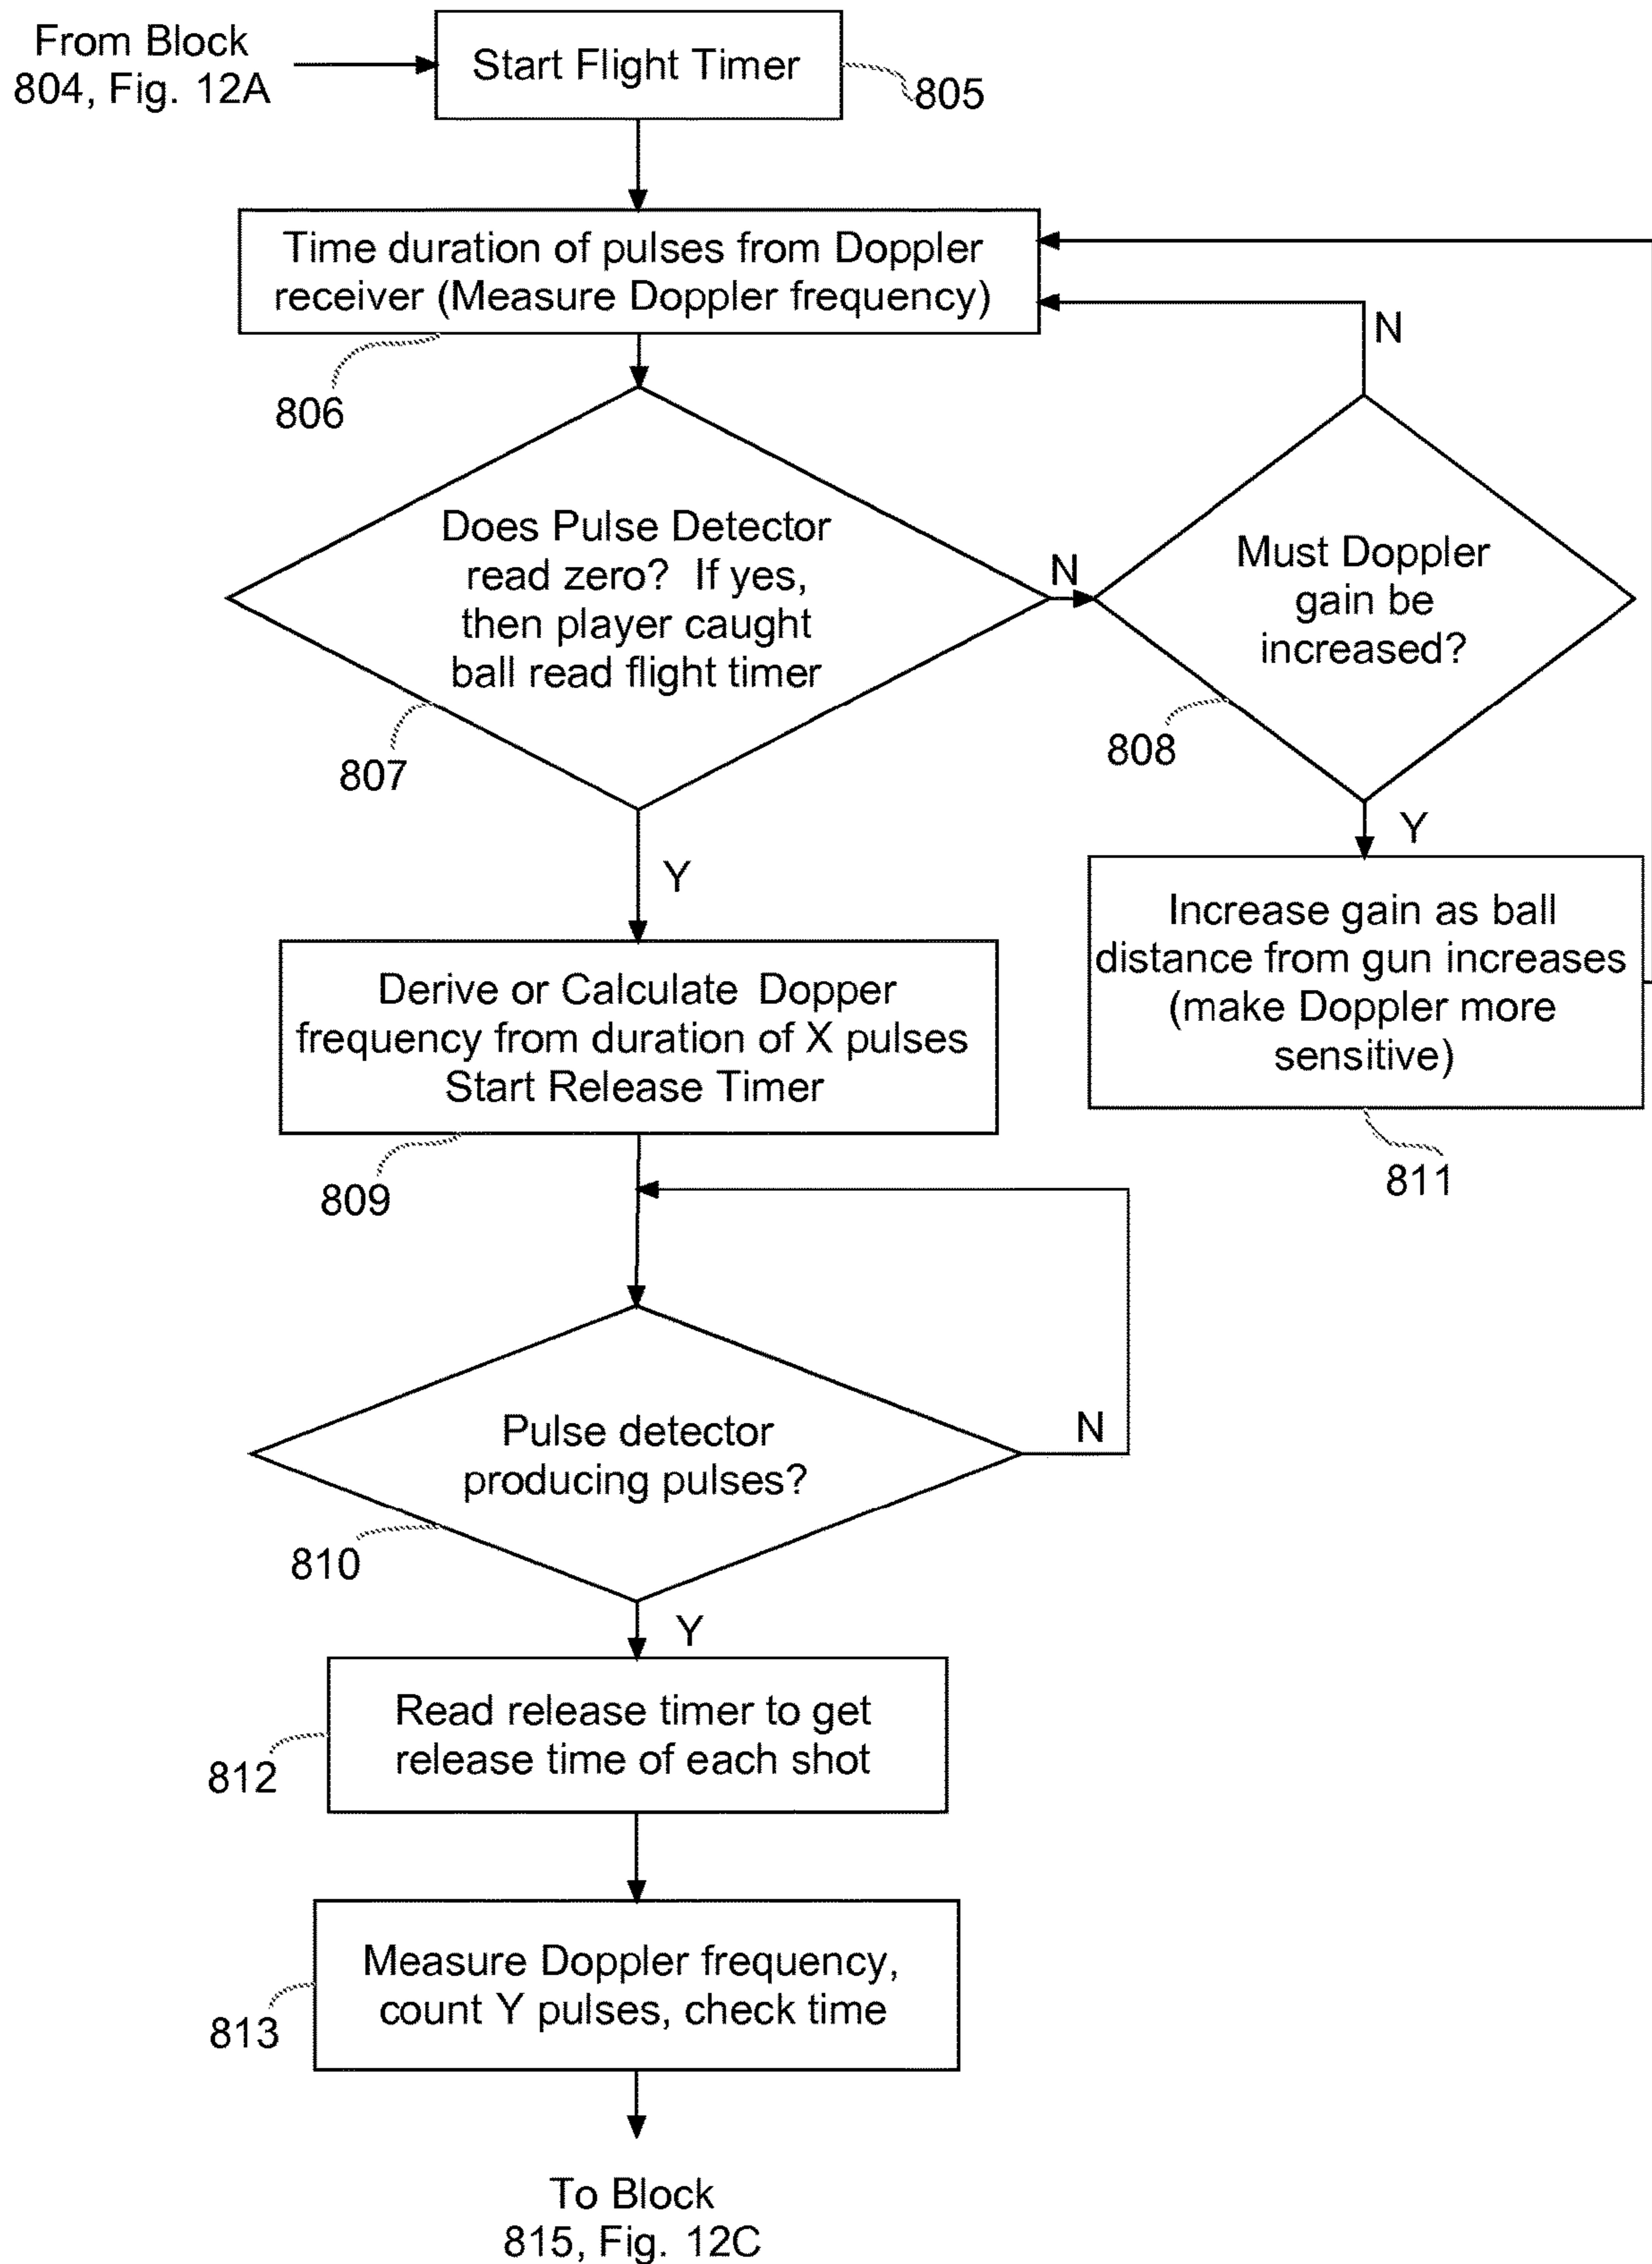 From Block
804, Fig. 12A
Start Flight Timer
805
Time duration of pulses from Doppler
receiver (Measure Doppler frequency)
806
N
Does Pulse Detector
read zero? If yes,
then player caught
ball read flight timer
807
N
Must Doppler
gain be
increased?
808
Y
Y
Increase gain as ball
distance from gun increases
(make Doppler more
sensitive)
811
Derive or Calculate Dopper
frequency from duration of X pulses
Start Release Timer
809
Pulse detector
producing pulses?
N
810
Y
Read release timer to get
release time of each shot
812
Measure Doppler frequency,
count Y pulses, check time
813
To Block
815, Fig. 12C